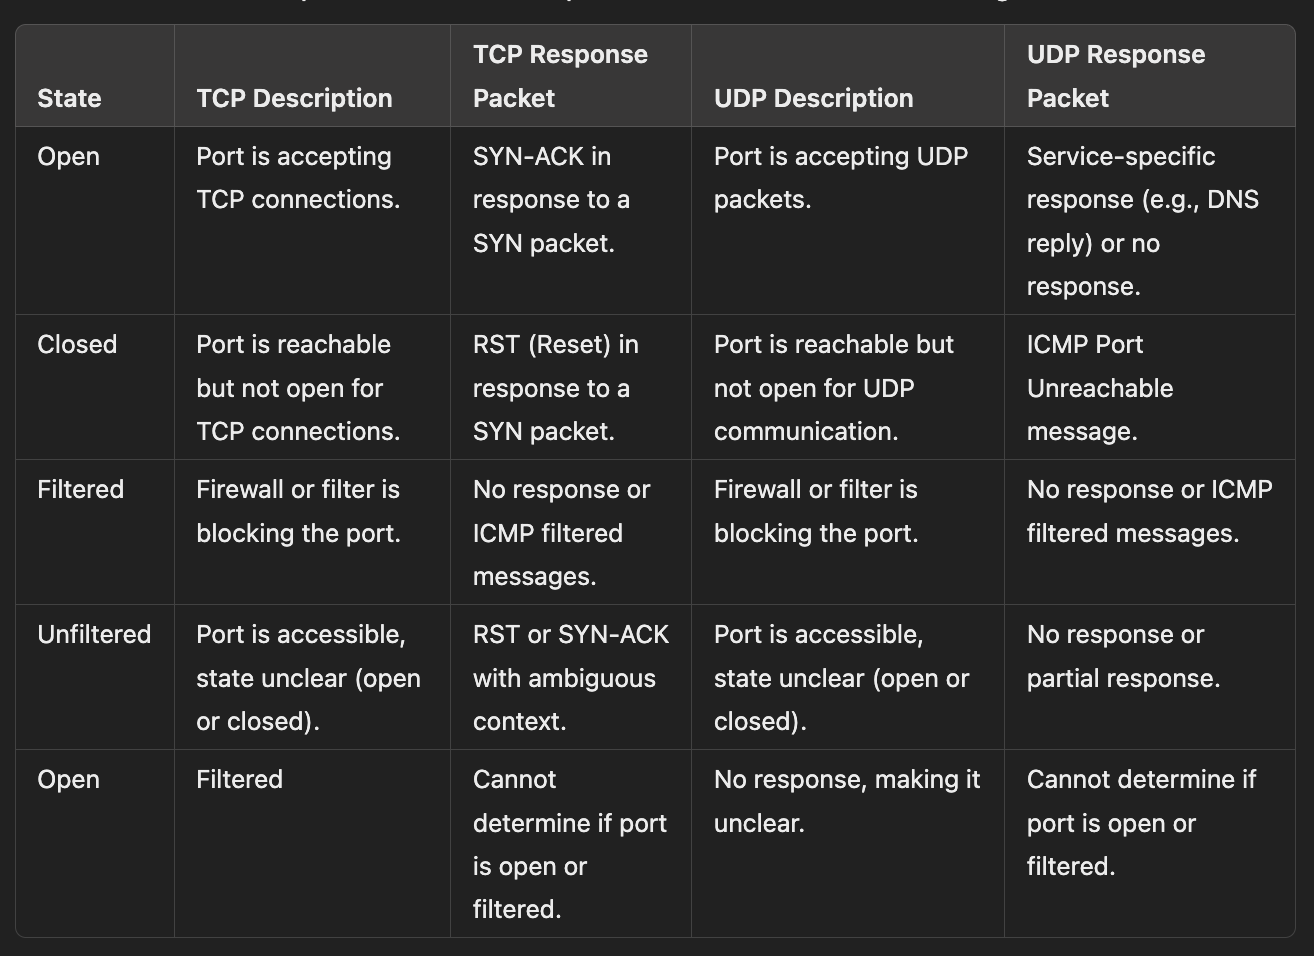 State
TCP Description
TCP Response
Packet
UDP Description
UDP Response
Packet
Open
Port is accepting
TCP connections.
SYN-ACK in
response to a
SYN packet.
Port is accepting UDP
packets.
Service-specific
response (e.g., DNS
reply) or no
response.
Closed
Port is reachable
but not open for
TCP connections.
RST (Reset) in
response to a
SYN packet.
Port is reachable but
not open for UDP
communication.
ICMP Port
Unreachable
message.
Filtered
Firewall or filter is
blocking the port.
No response or
ICMP filtered
messages.
Firewall or filter is
blocking the port.
No response or ICMP
filtered messages.
Unfiltered
Port is accessible,
state unclear (open
or closed).
RST or SYN-ACK
with ambiguous
context.
Port is accessible,
state unclear (open or
closed).
No response or
partial response.
Open
Filtered
Cannot
determine if port
is open or
filtered.
No response, making it
unclear.
Cannot determine if
port is open or
filtered.